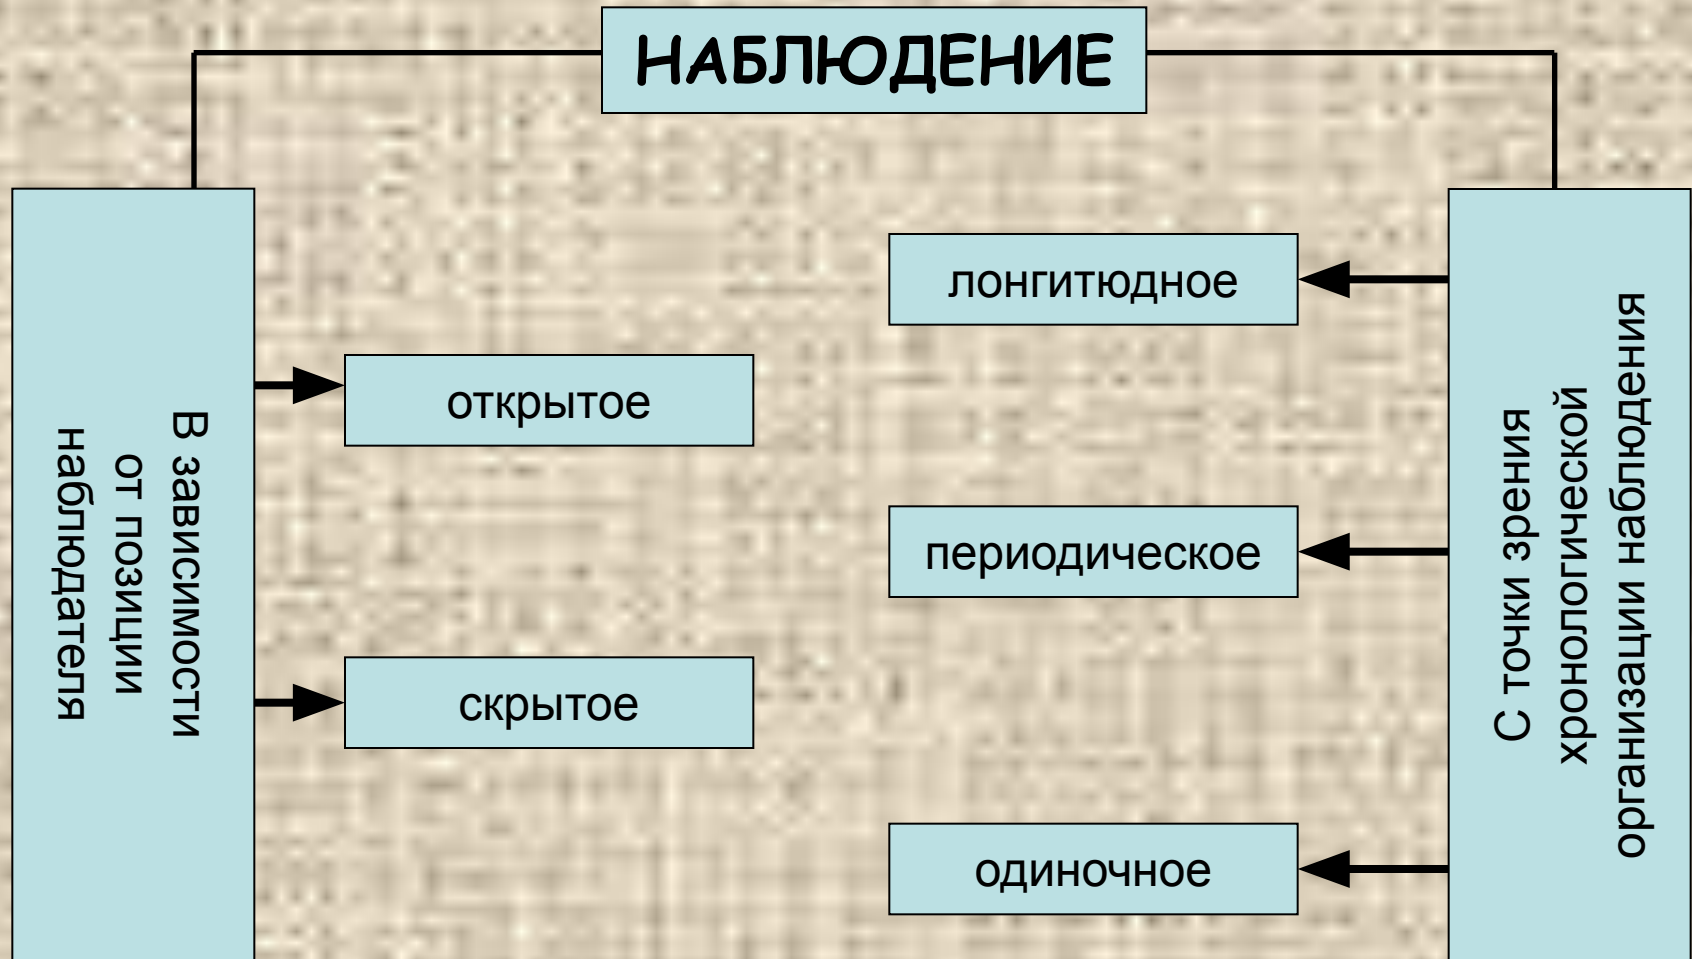 НАБЛЮДЕНИЕ
В зависимости
от позиции
наблюдателя
открытое
скрытое
лонгитюдное
периодическое
одиночное
С точки зрения
хронологической
организации наблюдения